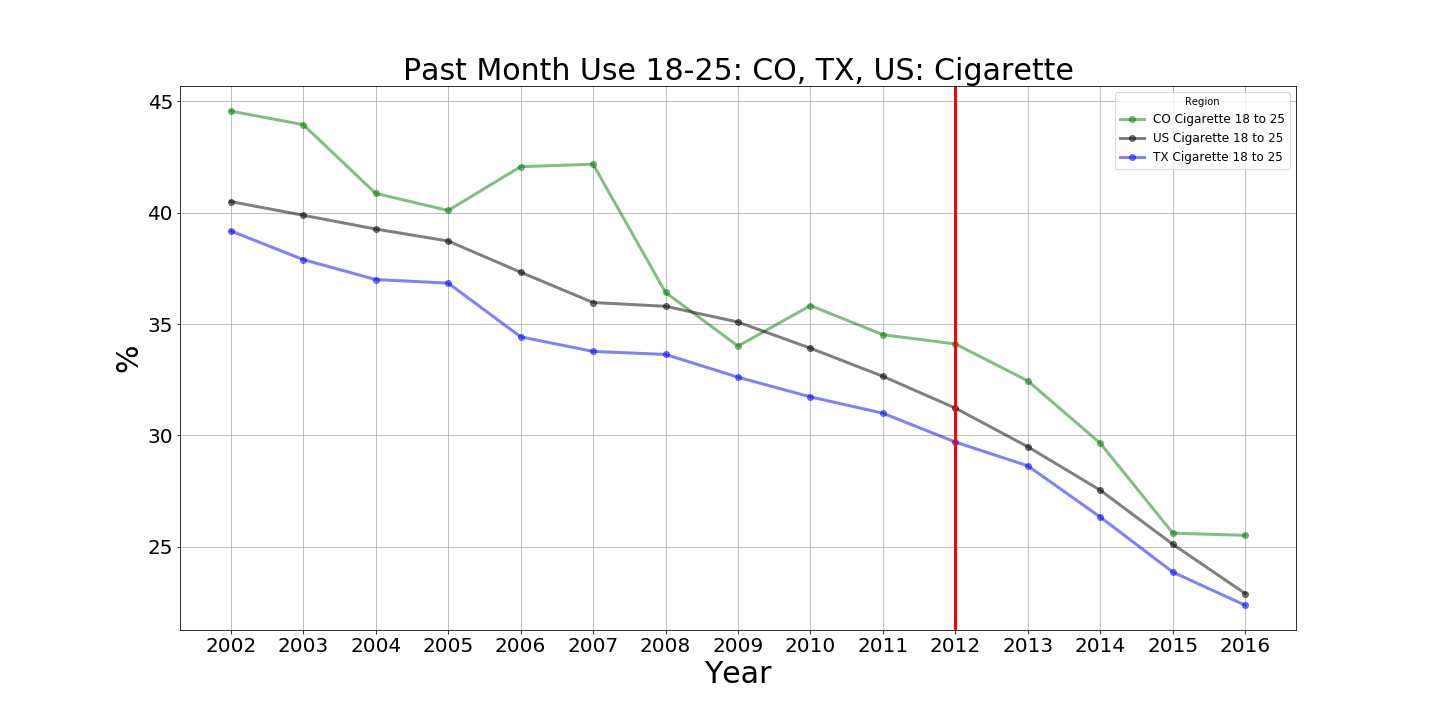 Past Month Use 18-25: CO, TX, US: Cigarette
Region
CO Cigarette 18 to 25
US Cigarette 18 to 25
TX Cigarette 18 to 25
45
40
35
30
25
%
2002 2003 2004 2005 2006 2007 2008 2009 2010 2011 2012 2013 2014 2015 2016
Year